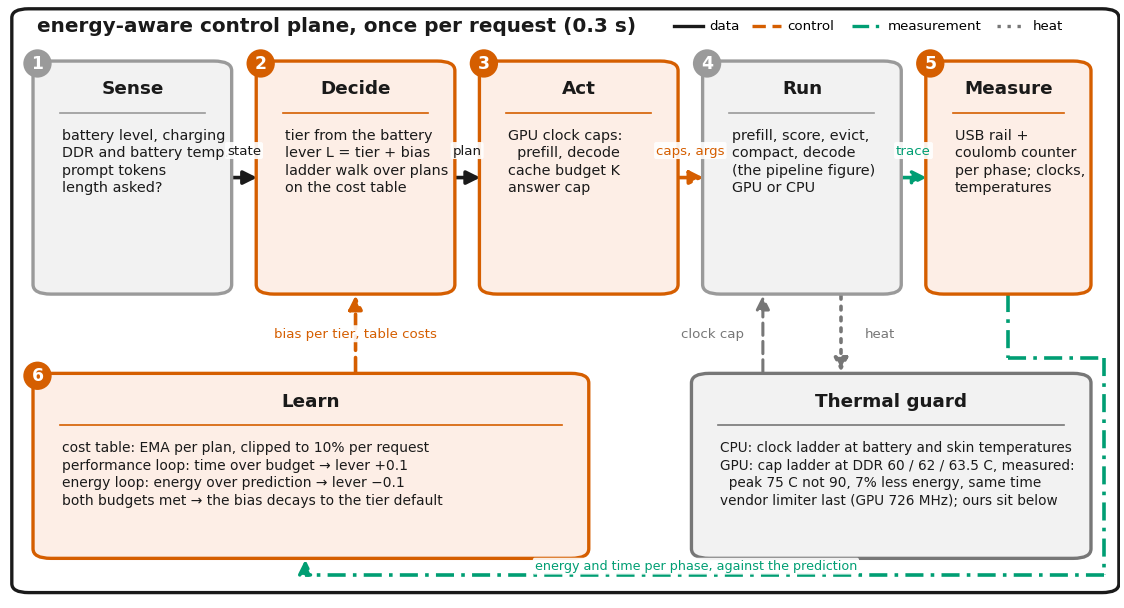 energy-aware control plane, once per request (0.3 s)
data
control
measurement
heat
1
Sense
battery level, charging
DDR and battery temp
prompt tokens
length asked?
state
2
Decide
tier from the battery
lever L = tier + bias
ladder walk over plans
on the cost table
plan
3
Act
GPU clock caps:
prefill, decode
cache budget K
answer cap
caps, args
4
Run
prefill, score, evict,
compact, decode
(the pipeline figure)
GPU or CPU
trace
5
Measure
USB rail +
coulomb counter
per phase; clocks,
temperatures
bias per tier, table costs
clock cap
heat
6
Learn
cost table: EMA per plan, clipped to 10% per request
performance loop: time over budget → lever +0.1
energy loop: energy over prediction → lever −0.1
both budgets met → the bias decays to the tier default
Thermal guard
CPU: clock ladder at battery and skin temperatures
GPU: cap ladder at DDR 60 / 62 / 63.5 C, measured:
peak 75 C not 90, 7% less energy, same time
vendor limiter last (GPU 726 MHz); ours sit below
energy and time per phase, against the prediction